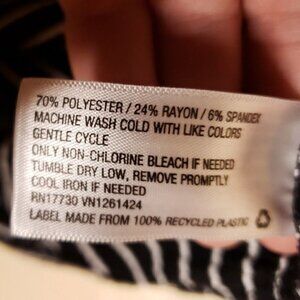 70% POLYESTER / 24% RAYON / 6% SPANDEX
MACHINE WASH COLD WITH LIKE COLORS
GENTLE CYCLE
ONLY NON-CHLORINE BLEACH IF NEEDED
TUMBLE DRY LOW, REMOVE PROMPTLY
COOL IRON IF NEEDED
RN17730 VN1261424
LABEL MADE FROM 100% RECYCLED PLASTIC